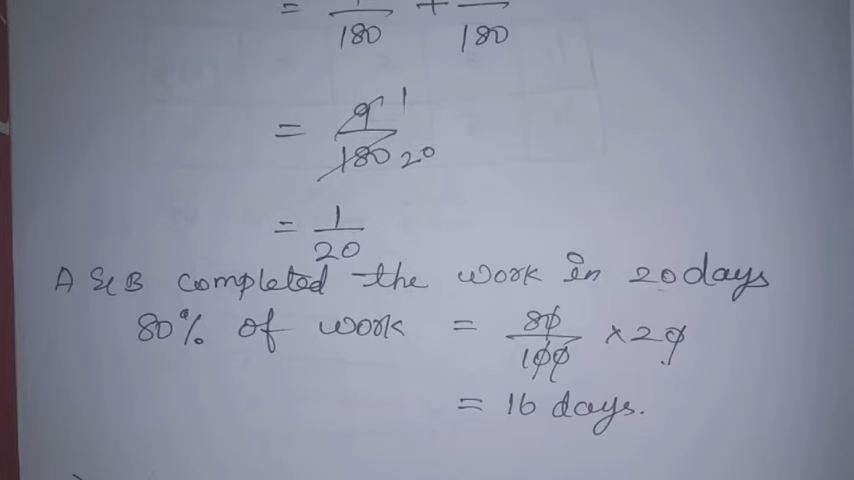 = /180 + /180
= 9 1 / 180 20
= 1/20
A & B completed the work in 20 days
80% of work = 80/100 × 20
= 16 days.